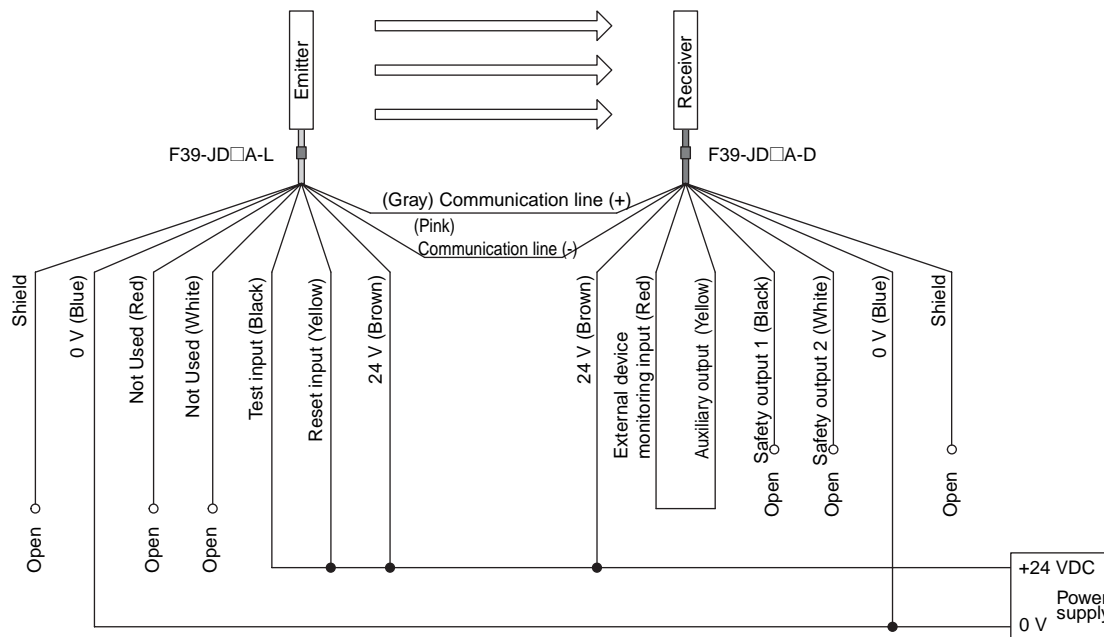 Emitter
Receiver
F39-JD□A-L
F39-JD□A-D
(Gray) Communication line (+)
(Pink)
Communication line (-)
Shield
0 V (Blue)
Not Used (Red)
Not Used (White)
Test input (Black)
Reset input (Yellow)
24 V (Brown)
24 V (Brown)
External device
monitoring input (Red)
Auxiliary output (Yellow)
Safety output 1 (Black)
Safety output 2 (White)
0 V (Blue)
Shield
Open
Open
Open
Open
Open
Open
+24 VDC
Power
supply
0 V